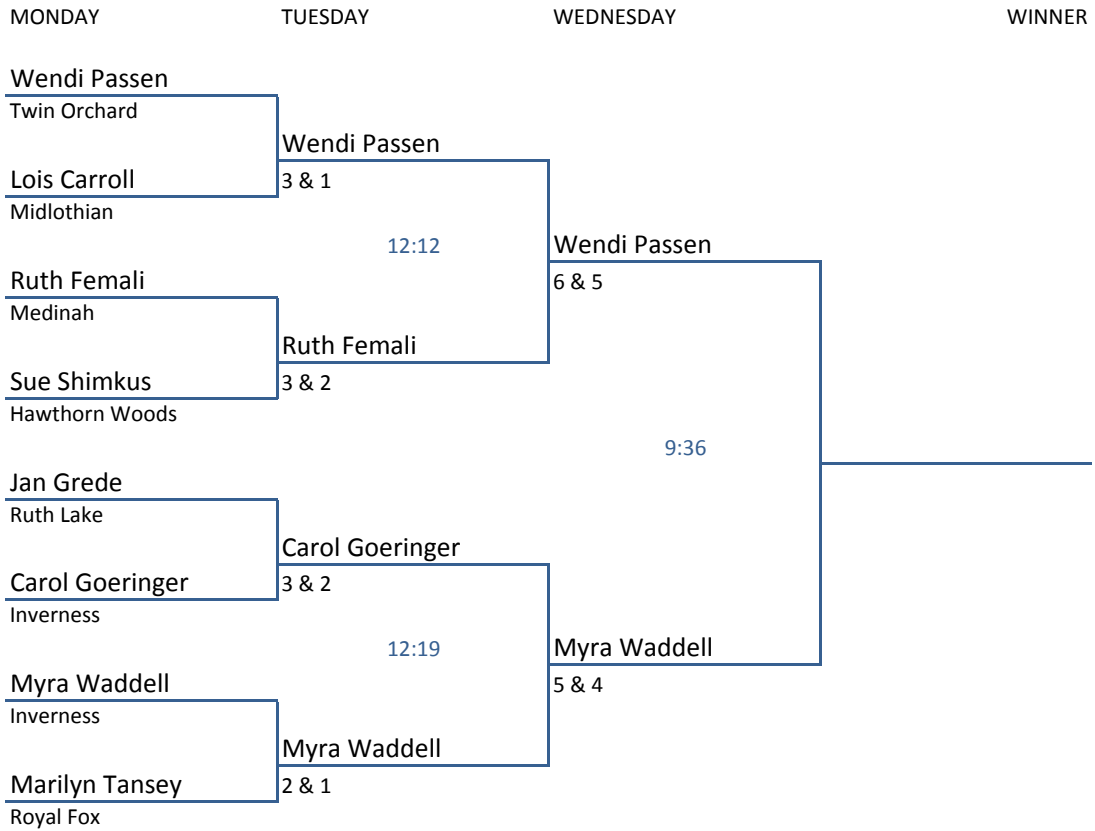 MONDAY TUESDAY WEDNESDAY WINNER
Wendi Passen
Twin Orchard
Wendi Passen
Lois Carroll
3 & 1
Midlothian
12:12
Wendi Passen
Ruth Femali
6 & 5
Medinah
Ruth Femali
Sue Shimkus
3 & 2
Hawthorn Woods
9:36
Jan Grede
Ruth Lake
Carol Goeringer
Carol Goeringer
3 & 2
Inverness
12:19
Myra Waddell
Myra Waddell
5 & 4
Inverness
Myra Waddell
Marilyn Tansey
2 & 1
Royal Fox